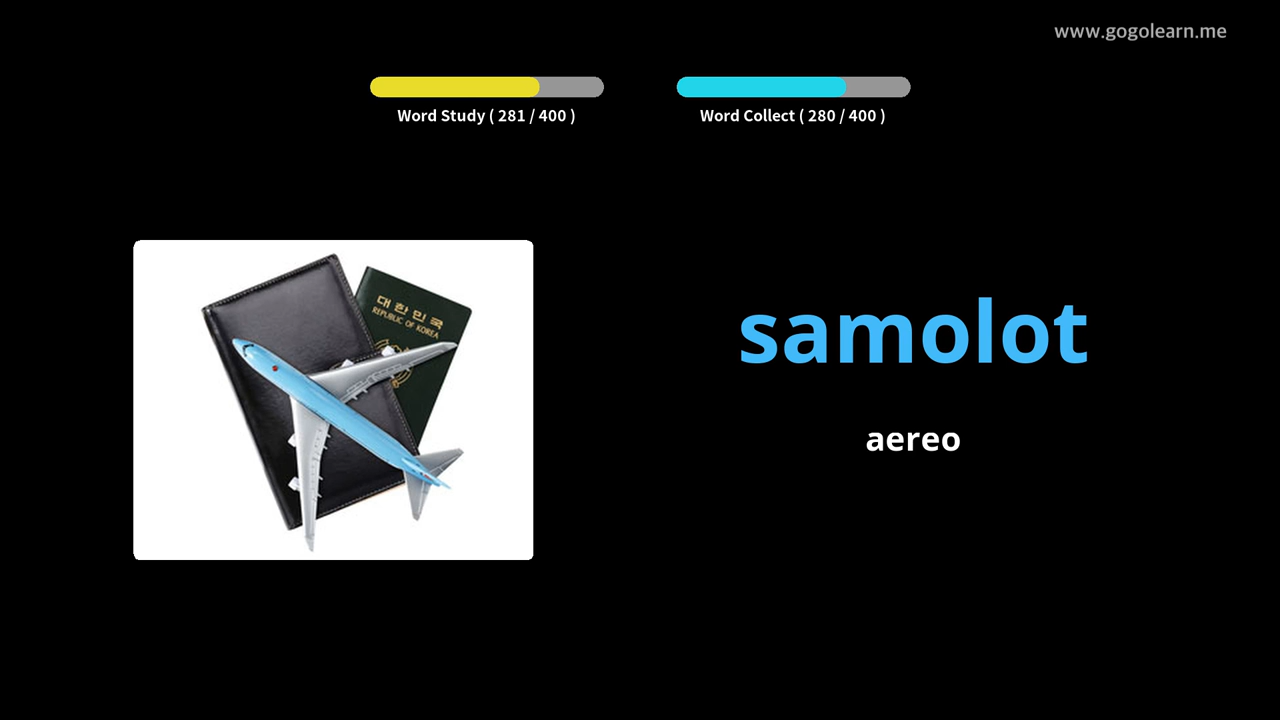 www.gogolearn.me
Word Study ( 281 / 400 )
Word Collect ( 280 / 400 )
대한민국
REPUBLIC OF KOREA
samolot
aereo